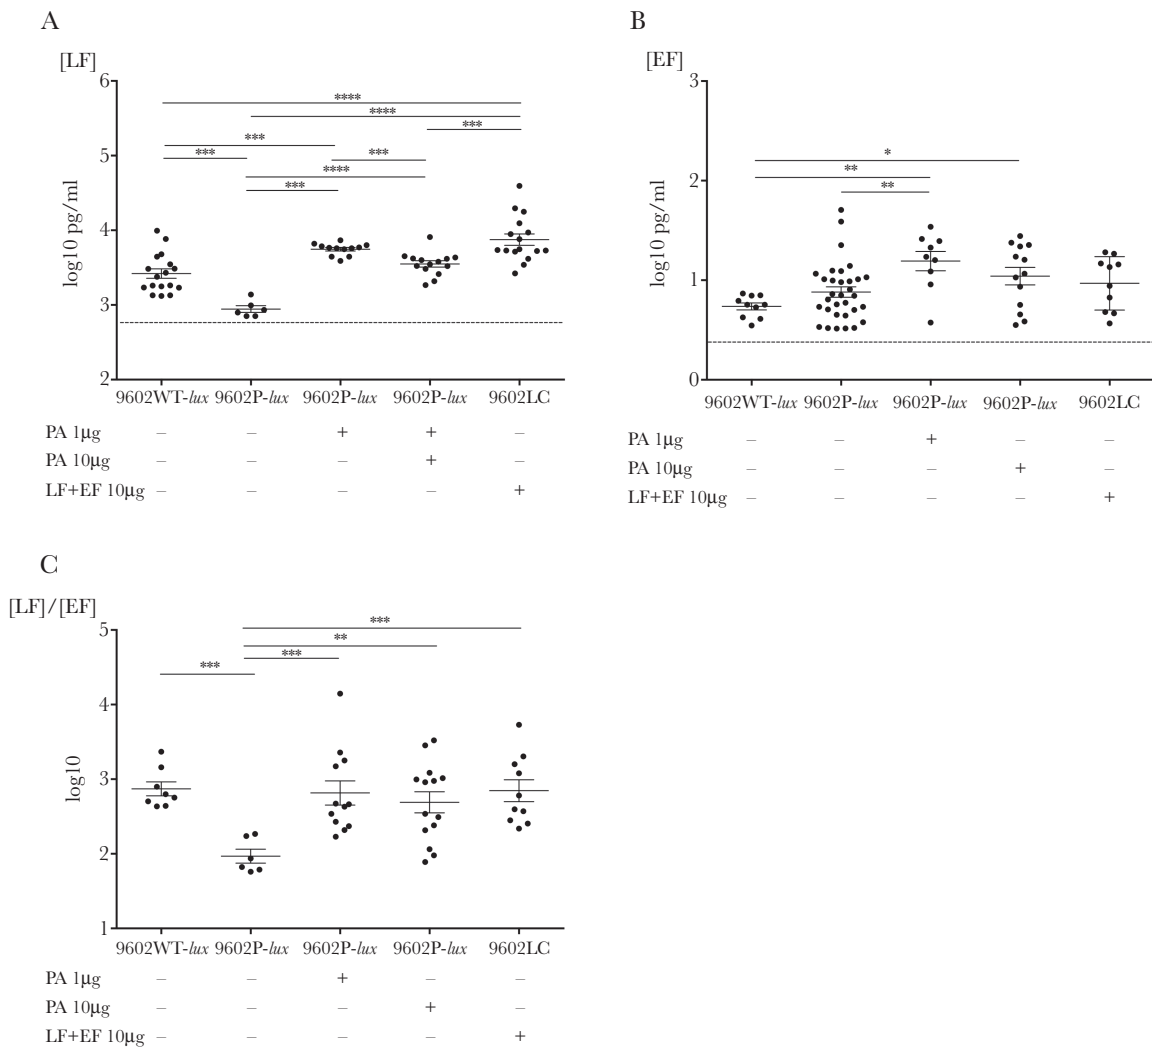 A
[LF]
6
5
4
3
2
log10 pg/ml
****
****
***
***
***
***
****
***
9602WT-lux 9602P-lux 9602P-lux 9602P-lux 9602LC
PA 1µg – – + + –
PA 10µg – – – + –
LF+EF 10µg – – – – +
B
[EF]
3
2
1
0
log10 pg/ml
*
**
**
9602WT-lux 9602P-lux 9602P-lux 9602P-lux 9602LC
PA 1µg – – + – –
PA 10µg – – – + –
LF+EF 10µg – – – – +
C
[LF]/[EF]
5
4
3
2
1
log10
***
**
***
***
9602WT-lux 9602P-lux 9602P-lux 9602P-lux 9602LC
PA 1µg – – + – –
PA 10µg – – – + –
LF+EF 10µg – – – – +